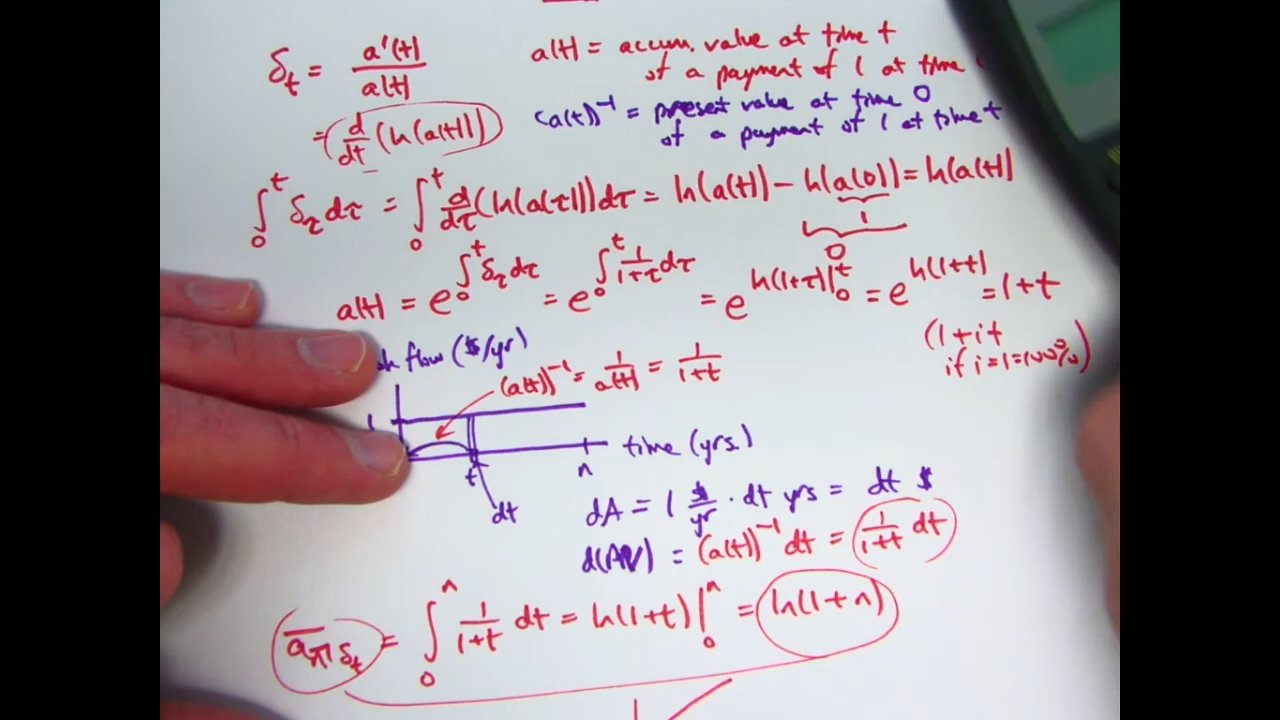 δ_t = a'(t)/a(t)
a(t) = accum. value at time t
of a payment of 1 at time
= d/dt (ln(a(t)))
(a(t))^-1 = present value at time 0
of a payment of 1 at time t
∫_0^t δ_τ dτ = ∫_0^t d/dτ (ln(a(τ))) dτ = ln(a(t)) - ln(a(0)) = ln(a(t))
1
0
a(t) = e^{∫_0^t δ_τ dτ} = e^{∫_0^t 1/(1+τ) dτ} = e^{ln(1+τ)|_0^t} = e^{ln(1+t)} = 1+t
(1+it
if i=1=100%)
flow ($/yr)
(a(t))^-1 = 1/a(t) = 1/(1+t)
1
time (yrs.)
t
n
dt
dA = 1 $/yr · dt yrs = dt $
d(PV) = (a(t))^-1 dt = 1/(1+t) dt
ā_n⌉δ_t = ∫_0^n 1/(1+t) dt = ln(1+t)|_0^n = ln(1+n)